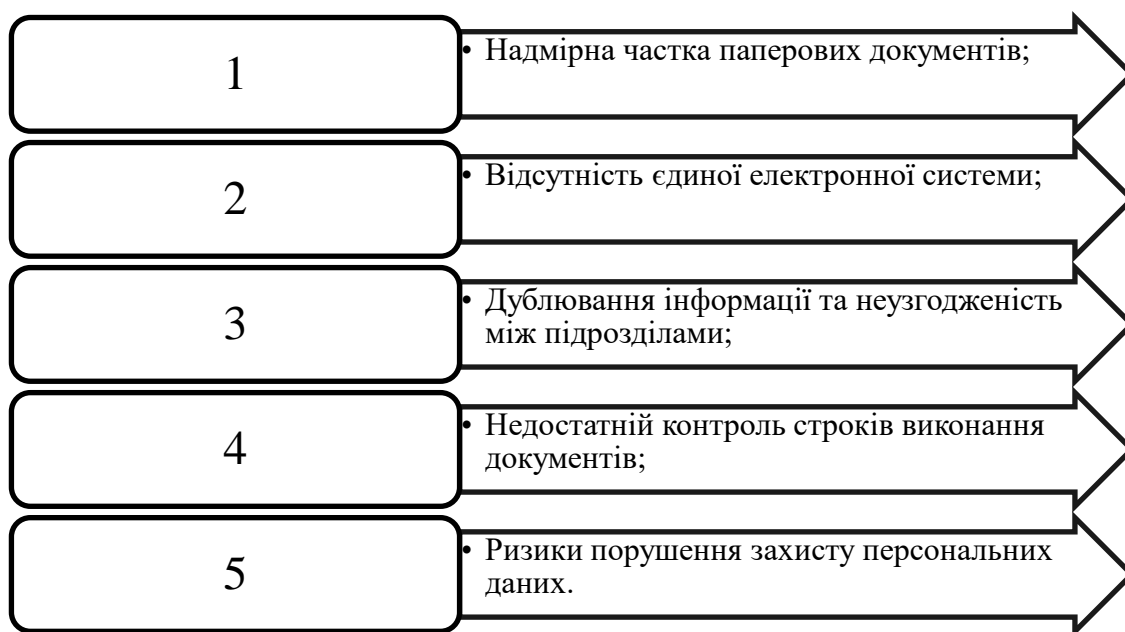 1
• Надмірна частка паперових документів;
2
• Відсутність єдиної електронної системи;
3
• Дублювання інформації та неузгодженість
між підрозділами;
4
• Недостатній контроль строків виконання
документів;
5
• Ризики порушення захисту персональних
даних.